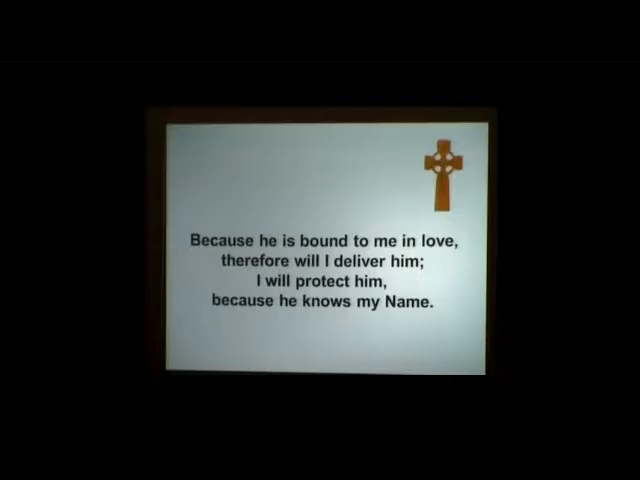 Because he is bound to me in love,
therefore will I deliver him;
I will protect him,
because he knows my Name.